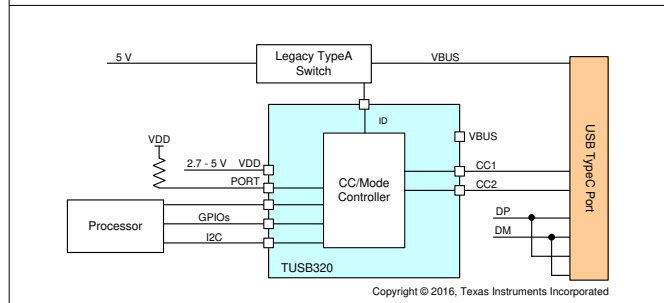 5 V
Legacy TypeA
Switch
VBUS
ID
VDD
VBUS
2.7 - 5 V VDD
PORT
CC1
CC/Mode
Controller
CC2
Processor
GPIOs
I2C
DP
DM
USB TypeC Port
TUSB320
Copyright © 2016, Texas Instruments Incorporated